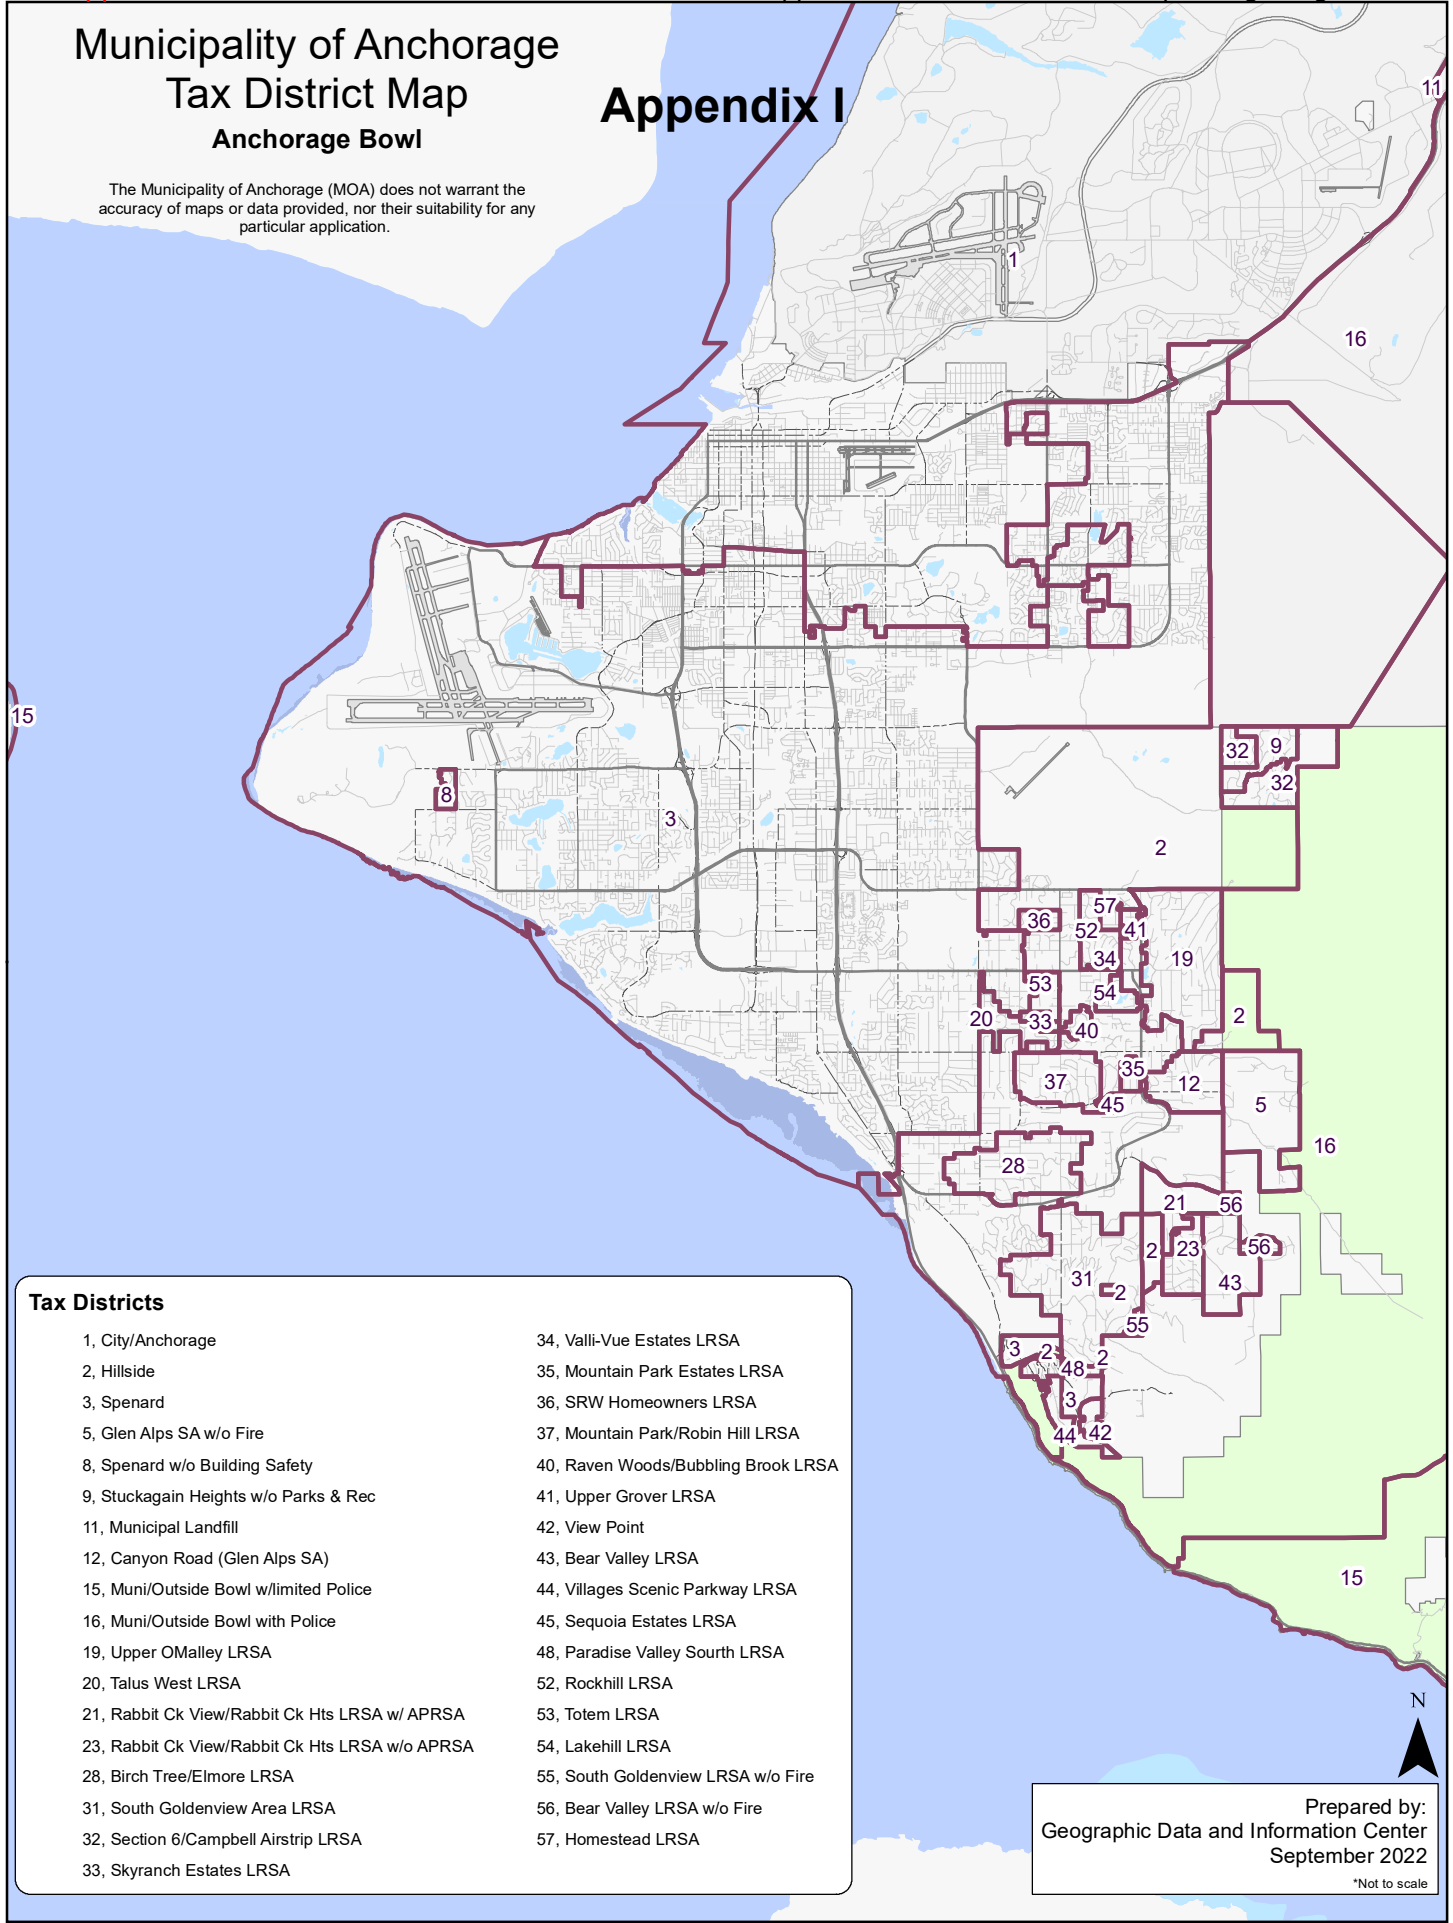 Municipality of Anchorage
Tax District Map
Anchorage Bowl
Appendix I
The Municipality of Anchorage (MOA) does not warrant the
accuracy of maps or data provided, nor their suitability for any
particular application.
11
1
16
15
32
9
32
8
3
2
57
36
52
41
34
19
53
54
20
33
40
2
35
37
12
45
5
16
28
21
56
2
23
56
31
2
43
55
3
2
2
48
3
44
42
15
Tax Districts
1, City/Anchorage
2, Hillside
3, Spenard
5, Glen Alps SA w/o Fire
8, Spenard w/o Building Safety
9, Stuckagain Heights w/o Parks & Rec
11, Municipal Landfill
12, Canyon Road (Glen Alps SA)
15, Muni/Outside Bowl w/limited Police
16, Muni/Outside Bowl with Police
19, Upper OMalley LRSA
20, Talus West LRSA
21, Rabbit Ck View/Rabbit Ck Hts LRSA w/ APRSA
23, Rabbit Ck View/Rabbit Ck Hts LRSA w/o APRSA
28, Birch Tree/Elmore LRSA
31, South Goldenview Area LRSA
32, Section 6/Campbell Airstrip LRSA
33, Skyranch Estates LRSA
34, Valli-Vue Estates LRSA
35, Mountain Park Estates LRSA
36, SRW Homeowners LRSA
37, Mountain Park/Robin Hill LRSA
40, Raven Woods/Bubbling Brook LRSA
41, Upper Grover LRSA
42, View Point
43, Bear Valley LRSA
44, Villages Scenic Parkway LRSA
45, Sequoia Estates LRSA
48, Paradise Valley Sourth LRSA
52, Rockhill LRSA
53, Totem LRSA
54, Lakehill LRSA
55, South Goldenview LRSA w/o Fire
56, Bear Valley LRSA w/o Fire
57, Homestead LRSA
N
Prepared by:
Geographic Data and Information Center
September 2022
*Not to scale